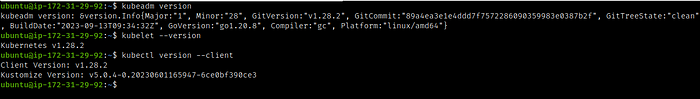 ubuntu@ip-172-31-29-92:~$ kubeadm version
kubeadm version: &version.Info{Major:"1", Minor:"28", GitVersion:"v1.28.2", GitCommit:"89a4ea3e1e4ddd7f7572286090359983e0387b2f", GitTreeState:"clean"
, BuildDate:"2023-09-13T09:34:32Z", GoVersion:"go1.20.8", Compiler:"gc", Platform:"linux/amd64"}
ubuntu@ip-172-31-29-92:~$ kubelet --version
Kubernetes v1.28.2
ubuntu@ip-172-31-29-92:~$ kubectl version --client
Client Version: v1.28.2
Kustomize Version: v5.0.4-0.20230601165947-6ce0bf390ce3
ubuntu@ip-172-31-29-92:~$